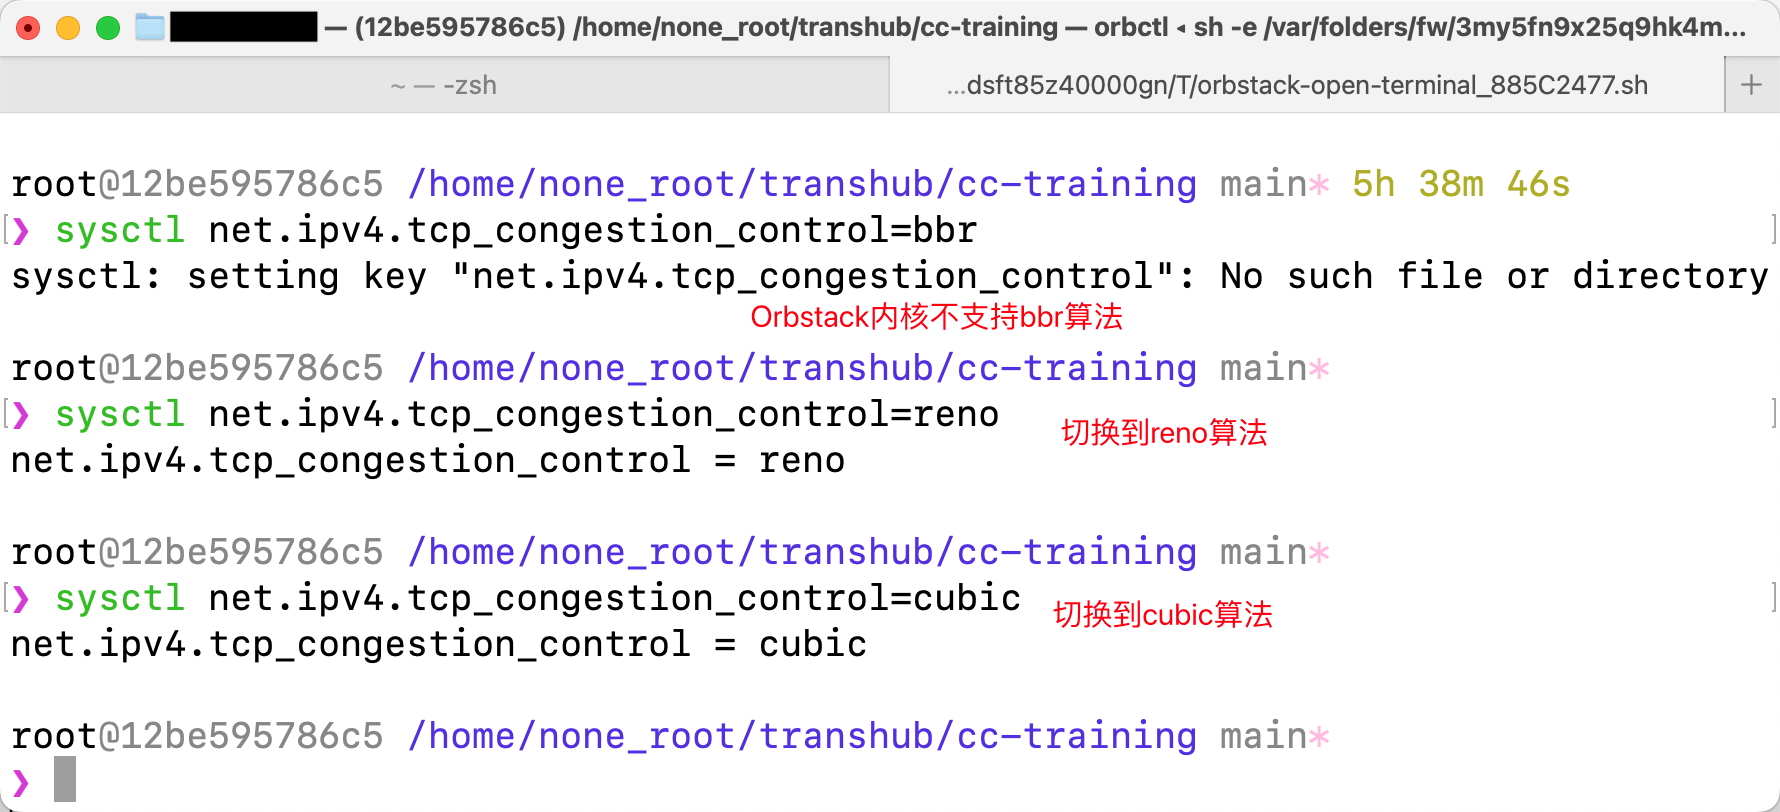 — (12be595786c5) /home/none_root/transhub/cc-training — orbctl ◂ sh -e /var/folders/fw/3my5fn9x25q9hk4m...
~ — -zsh
...dsft85z40000gn/T/orbstack-open-terminal_885C2477.sh
root@12be595786c5 /home/none_root/transhub/cc-training main* 5h 38m 46s
[❯ sysctl net.ipv4.tcp_congestion_control=bbr ]
sysctl: setting key "net.ipv4.tcp_congestion_control": No such file or directory
Orbstack内核不支持bbr算法
root@12be595786c5 /home/none_root/transhub/cc-training main*
[❯ sysctl net.ipv4.tcp_congestion_control=reno ]
切换到reno算法
net.ipv4.tcp_congestion_control = reno
root@12be595786c5 /home/none_root/transhub/cc-training main*
[❯ sysctl net.ipv4.tcp_congestion_control=cubic ]
切换到cubic算法
net.ipv4.tcp_congestion_control = cubic
root@12be595786c5 /home/none_root/transhub/cc-training main*
❯